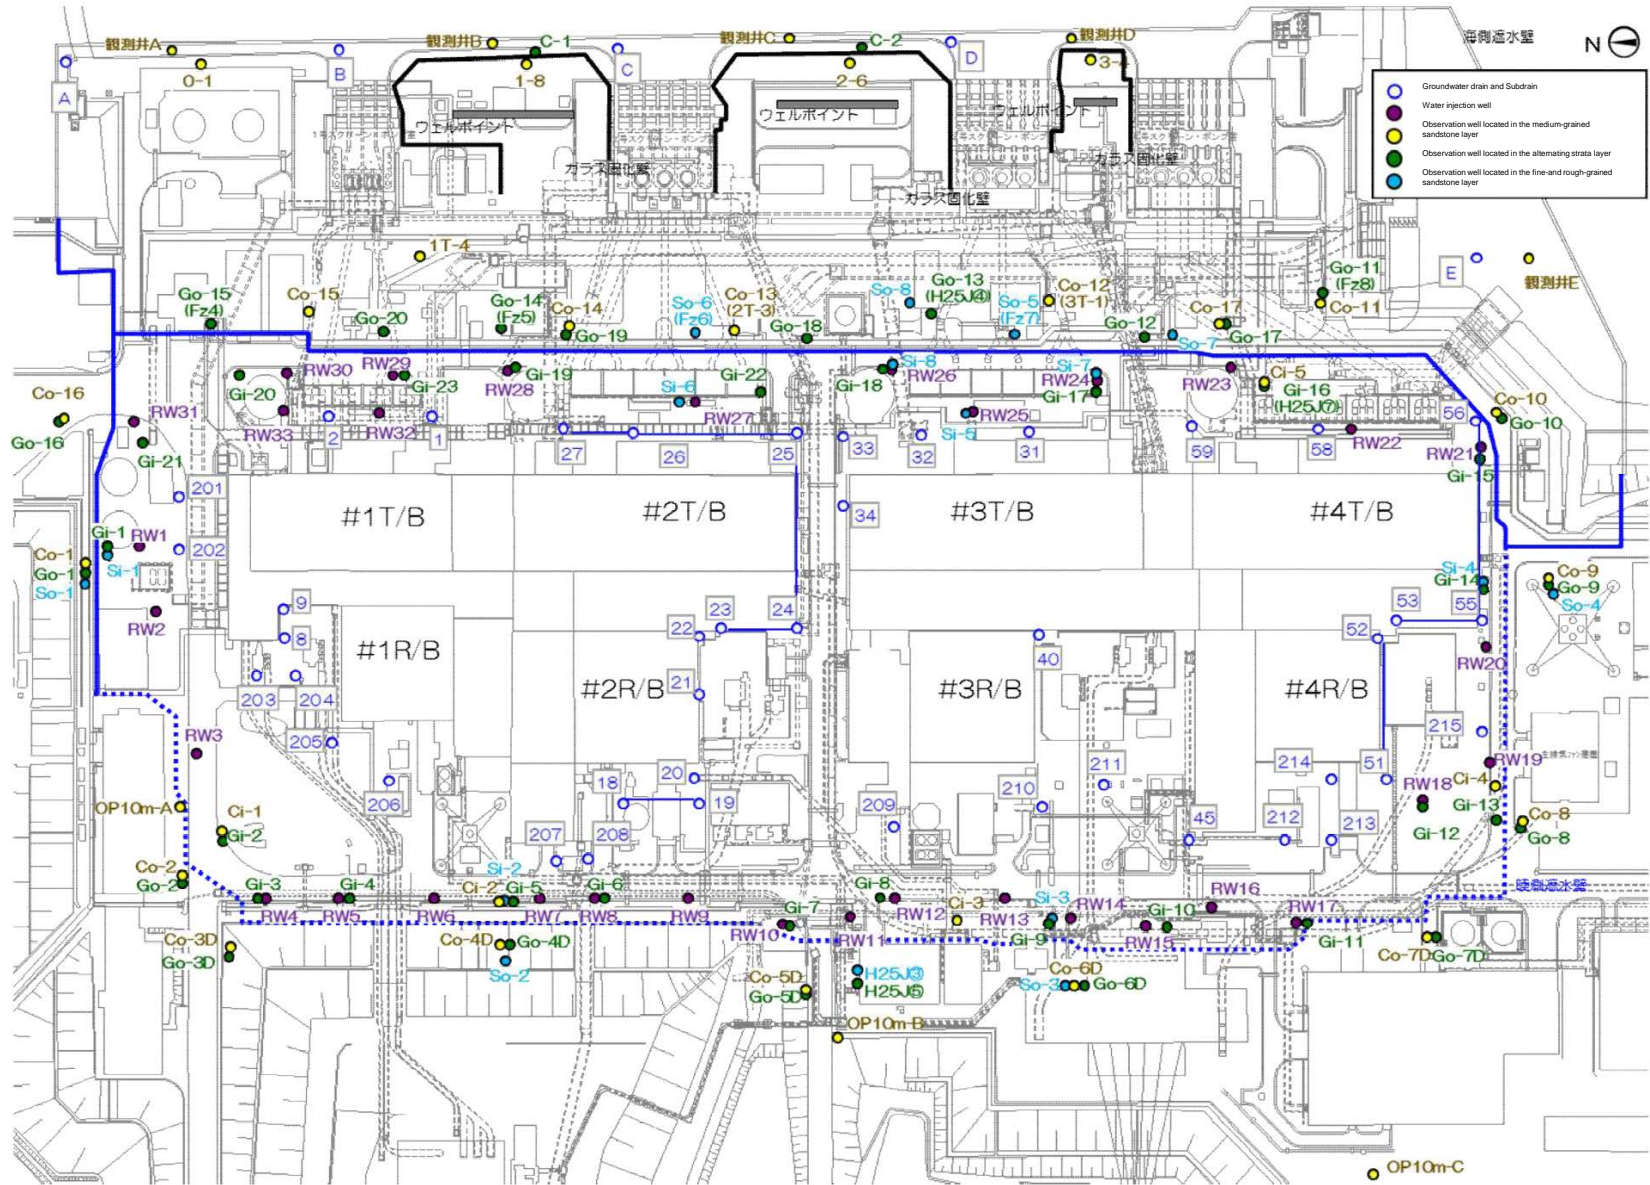 観測井A
観測井B
C-1
観測井C
C-2
D
観測井D
海側遮水壁
N
A
O-1
B
1-8
C
2-6
3-4
Groundwater drain and Subdrain
Water injection well
Observation well located in the medium-grained
sandstone layer
Observation well located in the alternating strata layer
Observation well located in the fine-and rough-grained
sandstone layer
ウェルポイント
ウェルポイント
ウェルポイント
ガラス固化壁
ガラス固化壁
ガラス固化壁
1T-4
E
観測井E
Go-15
(Fz4)
Co-15
Go-20
Go-14
(Fz5)
Co-14
Go-19
So-6
(Fz6)
Co-13
(2T-3)
Go-18
So-8
Go-13
(H25J④)
So-5
(Fz7)
Co-12
(3T-1)
Go-12
So-7
Co-17
Go-17
Go-11
(Fz8)
Co-11
RW30
RW29
Gi-20
Gi-23
RW28
Gi-19
Si-6
RW27
Gi-22
Gi-18
Si-8
RW26
Si-7
RW24
Gi-17
RW23
Ci-5
Gi-16
(H25J⑦)
Co-16
Go-16
RW31
Gi-21
RW33
RW32
2
1
27
26
25
33
32
Si-5
RW25
31
59
58
RW22
56
Co-10
Go-10
RW21
Gi-15
201
202
#1T/B
#2T/B
34
#3T/B
#4T/B
Co-1
Go-1
So-1
Gi-1
RW1
Si-1
RW2
Si-4
Gi-14
55
53
52
Co-9
Go-9
So-4
9
8
203
204
#1R/B
22
23
24
21
#2R/B
40
#3R/B
#4R/B
RW20
215
RW3
205
206
OP10m-A
Ci-1
Gi-2
Co-2
Go-2
18
20
19
207
208
209
210
211
45
212
213
214
51
RW19
RW18
Ci-4
Gi-13
Gi-12
Co-8
Go-8
Gi-3
RW4
Gi-4
RW5
RW6
Si-2
Ci-2
Gi-5
RW7
Gi-6
RW8
RW9
RW10
Gi-7
Gi-8
RW11
RW12
Ci-3
RW13
Si-3
Gi-9
RW14
RW15
Gi-10
RW16
RW17
Gi-11
陸側遮水壁
Co-3D
Go-3D
Co-4D
Go-4D
So-2
Co-5D
Go-5D
H25J③
H25J⑤
Co-6D
So-3
Go-6D
Co-7D
Go-7D
OP10m-B
OP10m-C